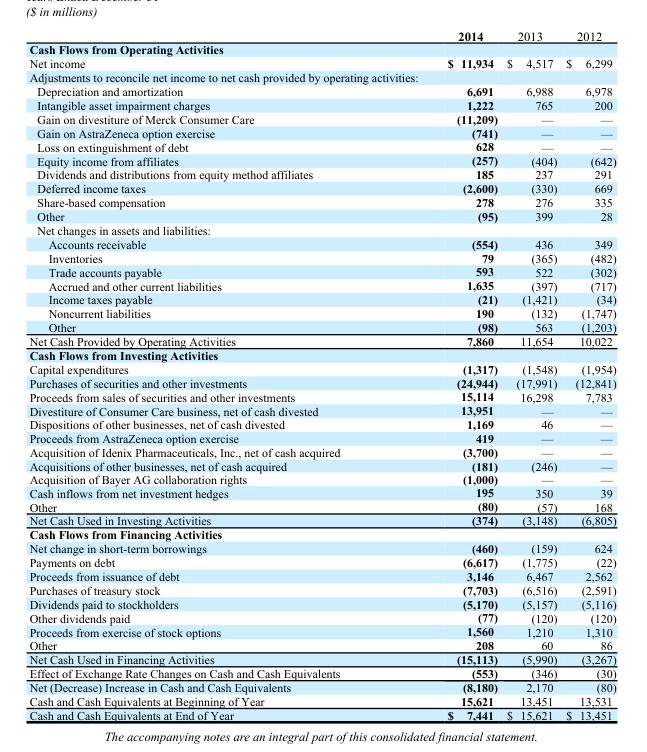 ($ in millions)
2014 2013 2012
Cash Flows from Operating Activities
Net income $ 11,934 $ 4,517 $ 6,299
Adjustments to reconcile net income to net cash provided by operating activities:
Depreciation and amortization 6,691 6,988 6,978
Intangible asset impairment charges 1,222 765 200
Gain on divestiture of Merck Consumer Care (11,209) — —
Gain on AstraZeneca option exercise (741) — —
Loss on extinguishment of debt 628 — —
Equity income from affiliates (257) (404) (642)
Dividends and distributions from equity method affiliates 185 237 291
Deferred income taxes (2,600) (330) 669
Share-based compensation 278 276 335
Other (95) 399 28
Net changes in assets and liabilities:
Accounts receivable (554) 436 349
Inventories 79 (365) (482)
Trade accounts payable 593 522 (302)
Accrued and other current liabilities 1,635 (397) (717)
Income taxes payable (21) (1,421) (34)
Noncurrent liabilities 190 (132) (1,747)
Other (98) 563 (1,203)
Net Cash Provided by Operating Activities 7,860 11,654 10,022
Cash Flows from Investing Activities
Capital expenditures (1,317) (1,548) (1,954)
Purchases of securities and other investments (24,944) (17,991) (12,841)
Proceeds from sales of securities and other investments 15,114 16,298 7,783
Divestiture of Consumer Care business, net of cash divested 13,951 — —
Dispositions of other businesses, net of cash divested 1,169 46 —
Proceeds from AstraZeneca option exercise 419 — —
Acquisition of Idenix Pharmaceuticals, Inc., net of cash acquired (3,700) — —
Acquisitions of other businesses, net of cash acquired (181) (246) —
Acquisition of Bayer AG collaboration rights (1,000) — —
Cash inflows from net investment hedges 195 350 39
Other (80) (57) 168
Net Cash Used in Investing Activities (374) (3,148) (6,805)
Cash Flows from Financing Activities
Net change in short-term borrowings (460) (159) 624
Payments on debt (6,617) (1,775) (22)
Proceeds from issuance of debt 3,146 6,467 2,562
Purchases of treasury stock (7,703) (6,516) (2,591)
Dividends paid to stockholders (5,170) (5,157) (5,116)
Other dividends paid (77) (120) (120)
Proceeds from exercise of stock options 1,560 1,210 1,310
Other 208 60 86
Net Cash Used in Financing Activities (15,113) (5,990) (3,267)
Effect of Exchange Rate Changes on Cash and Cash Equivalents (553) (346) (30)
Net (Decrease) Increase in Cash and Cash Equivalents (8,180) 2,170 (80)
Cash and Cash Equivalents at Beginning of Year 15,621 13,451 13,531
Cash and Cash Equivalents at End of Year $ 7,441 $ 15,621 $ 13,451
The accompanying notes are an integral part of this consolidated financial statement.